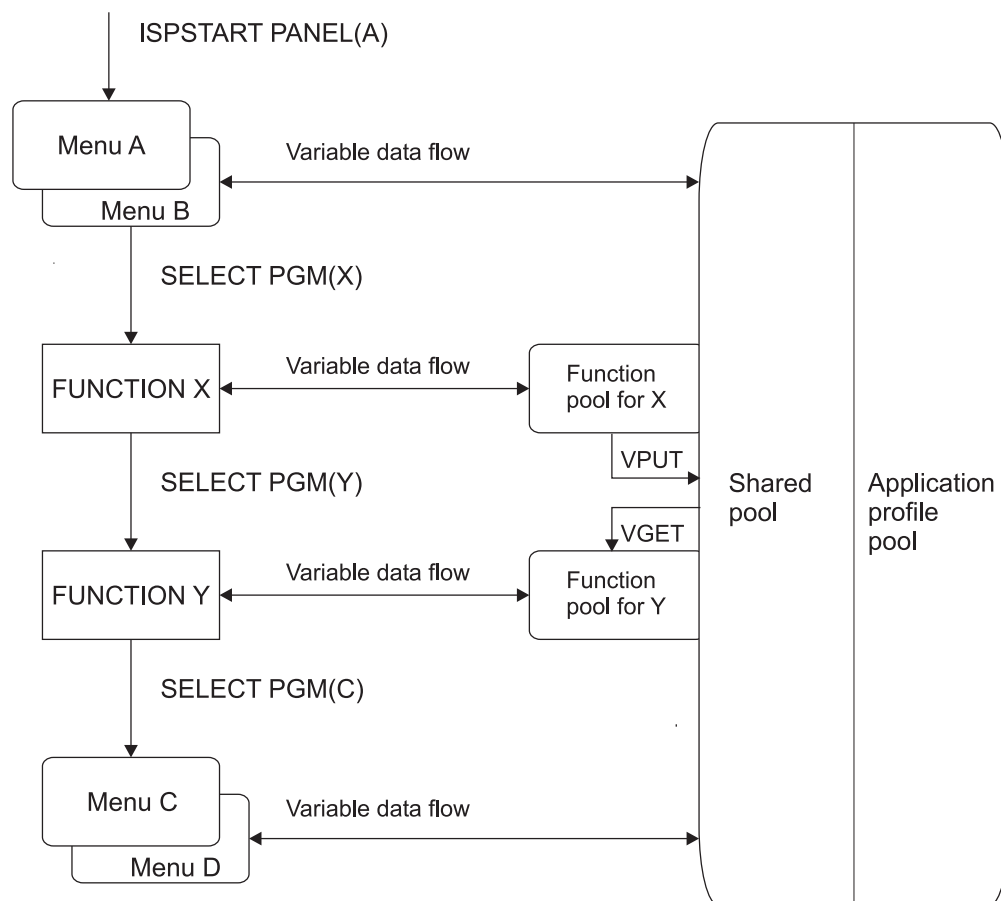 ISPSTART PANEL(A)
Menu A
Menu B
Variable data flow
SELECT PGM(X)
FUNCTION X
Variable data flow
Function
pool for X
VPUT
SELECT PGM(Y)
Shared
pool
Application
profile
pool
VGET
FUNCTION Y
Variable data flow
Function
pool for Y
SELECT PGM(C)
Menu C
Menu D
Variable data flow